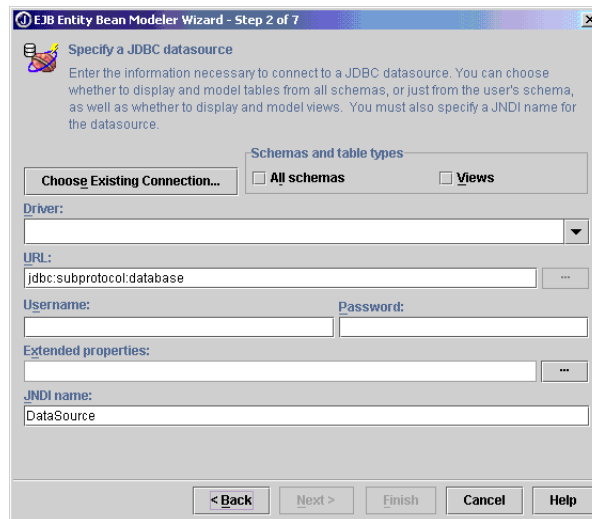 EJB Entity Bean Modeler Wizard - Step 2 of 7
Specify a JDBC datasource
Enter the information necessary to connect to a JDBC datasource. You can choose
whether to display and model tables from all schemas, or just from the user's schema,
as well as whether to display and model views. You must also specify a JNDI name for
the datasource.
Schemas and table types
Choose Existing Connection...
All schemas
Views
Driver:
URL:
jdbc:subprotocol:database
...
Username:
Password:
Extended properties:
...
JNDI name:
DataSource
< Back
Next >
Finish
Cancel
Help